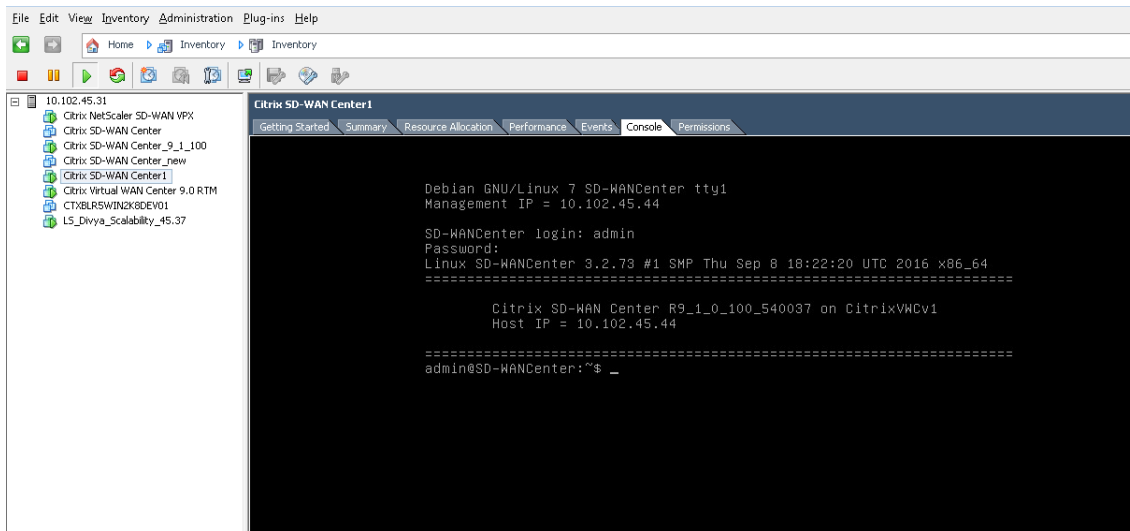 File Edit View Inventory Administration Plug-ins Help
Home Inventory Inventory
10.102.45.31
Citrix NetScaler SD-WAN VPX
Citrix SD-WAN Center
Citrix SD-WAN Center_9_1_100
Citrix SD-WAN Center_new
Citrix SD-WAN Center1
Citrix Virtual WAN Center 9.0 RTM
CTXBLR5WIN2K8DEV01
LS_Divya_Scalability_45.37
Citrix SD-WAN Center1
Getting Started Summary Resource Allocation Performance Events Console Permissions
Debian GNU/Linux 7 SD-WANCenter tty1
Management IP = 10.102.45.44
SD-WANCenter login: admin
Password:
Linux SD-WANCenter 3.2.73 #1 SMP Thu Sep 8 18:22:20 UTC 2016 x86_64
======================================================================
Citrix SD-WAN Center R9_1_0_100_540037 on CitrixVWCv1
Host IP = 10.102.45.44
======================================================================
admin@SD-WANCenter:~$ _